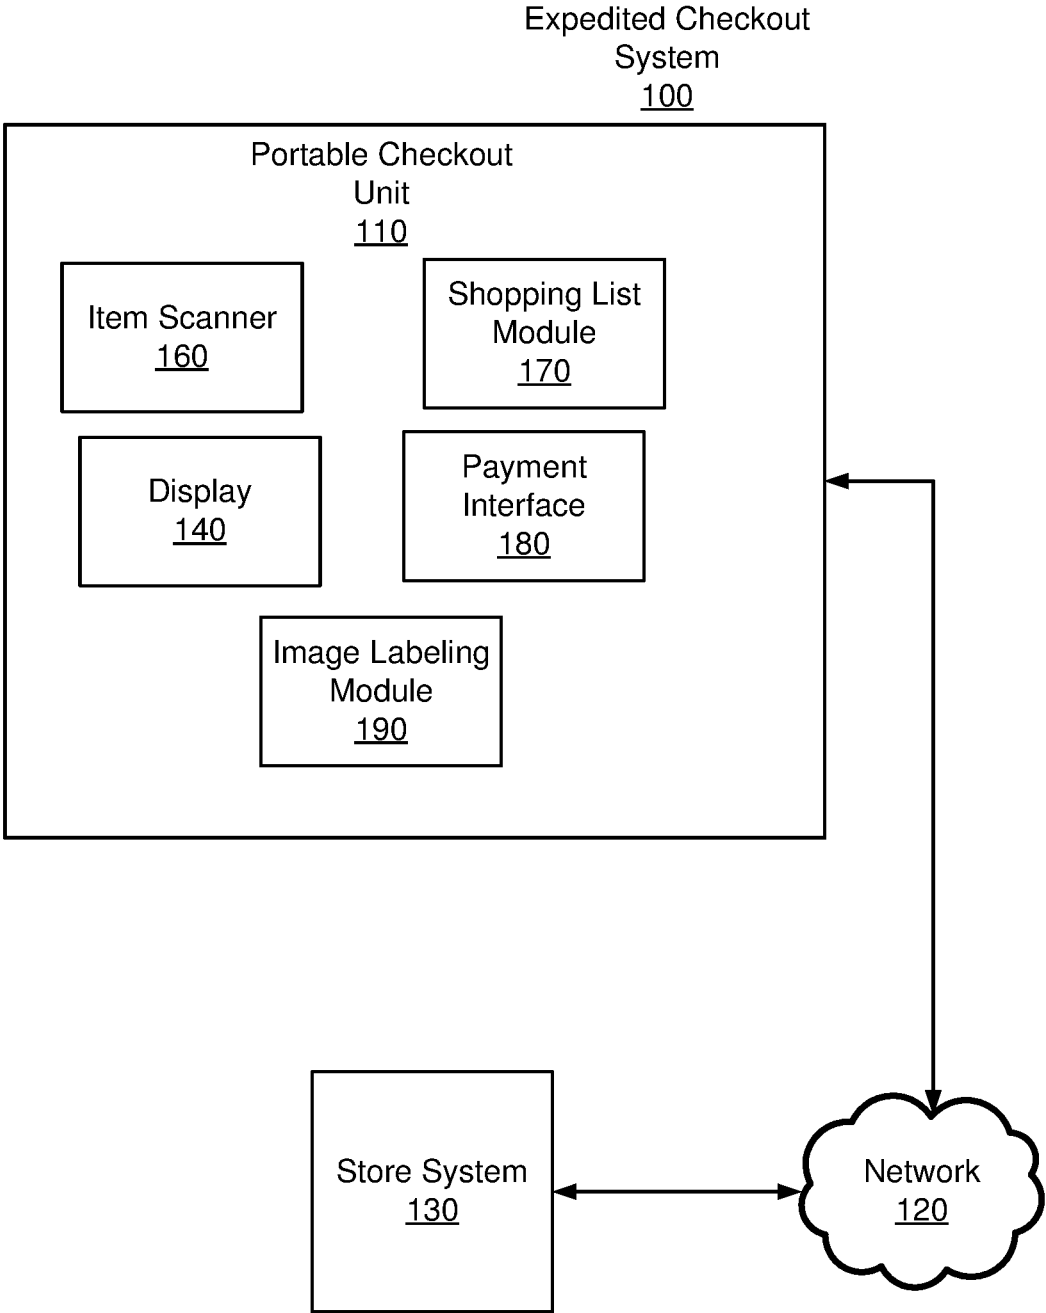 Expedited Checkout
System
100
Portable Checkout
Unit
110
Item Scanner
160
Shopping List
Module
170
Display
140
Payment
Interface
180
Image Labeling
Module
190
Store System
130
Network
120